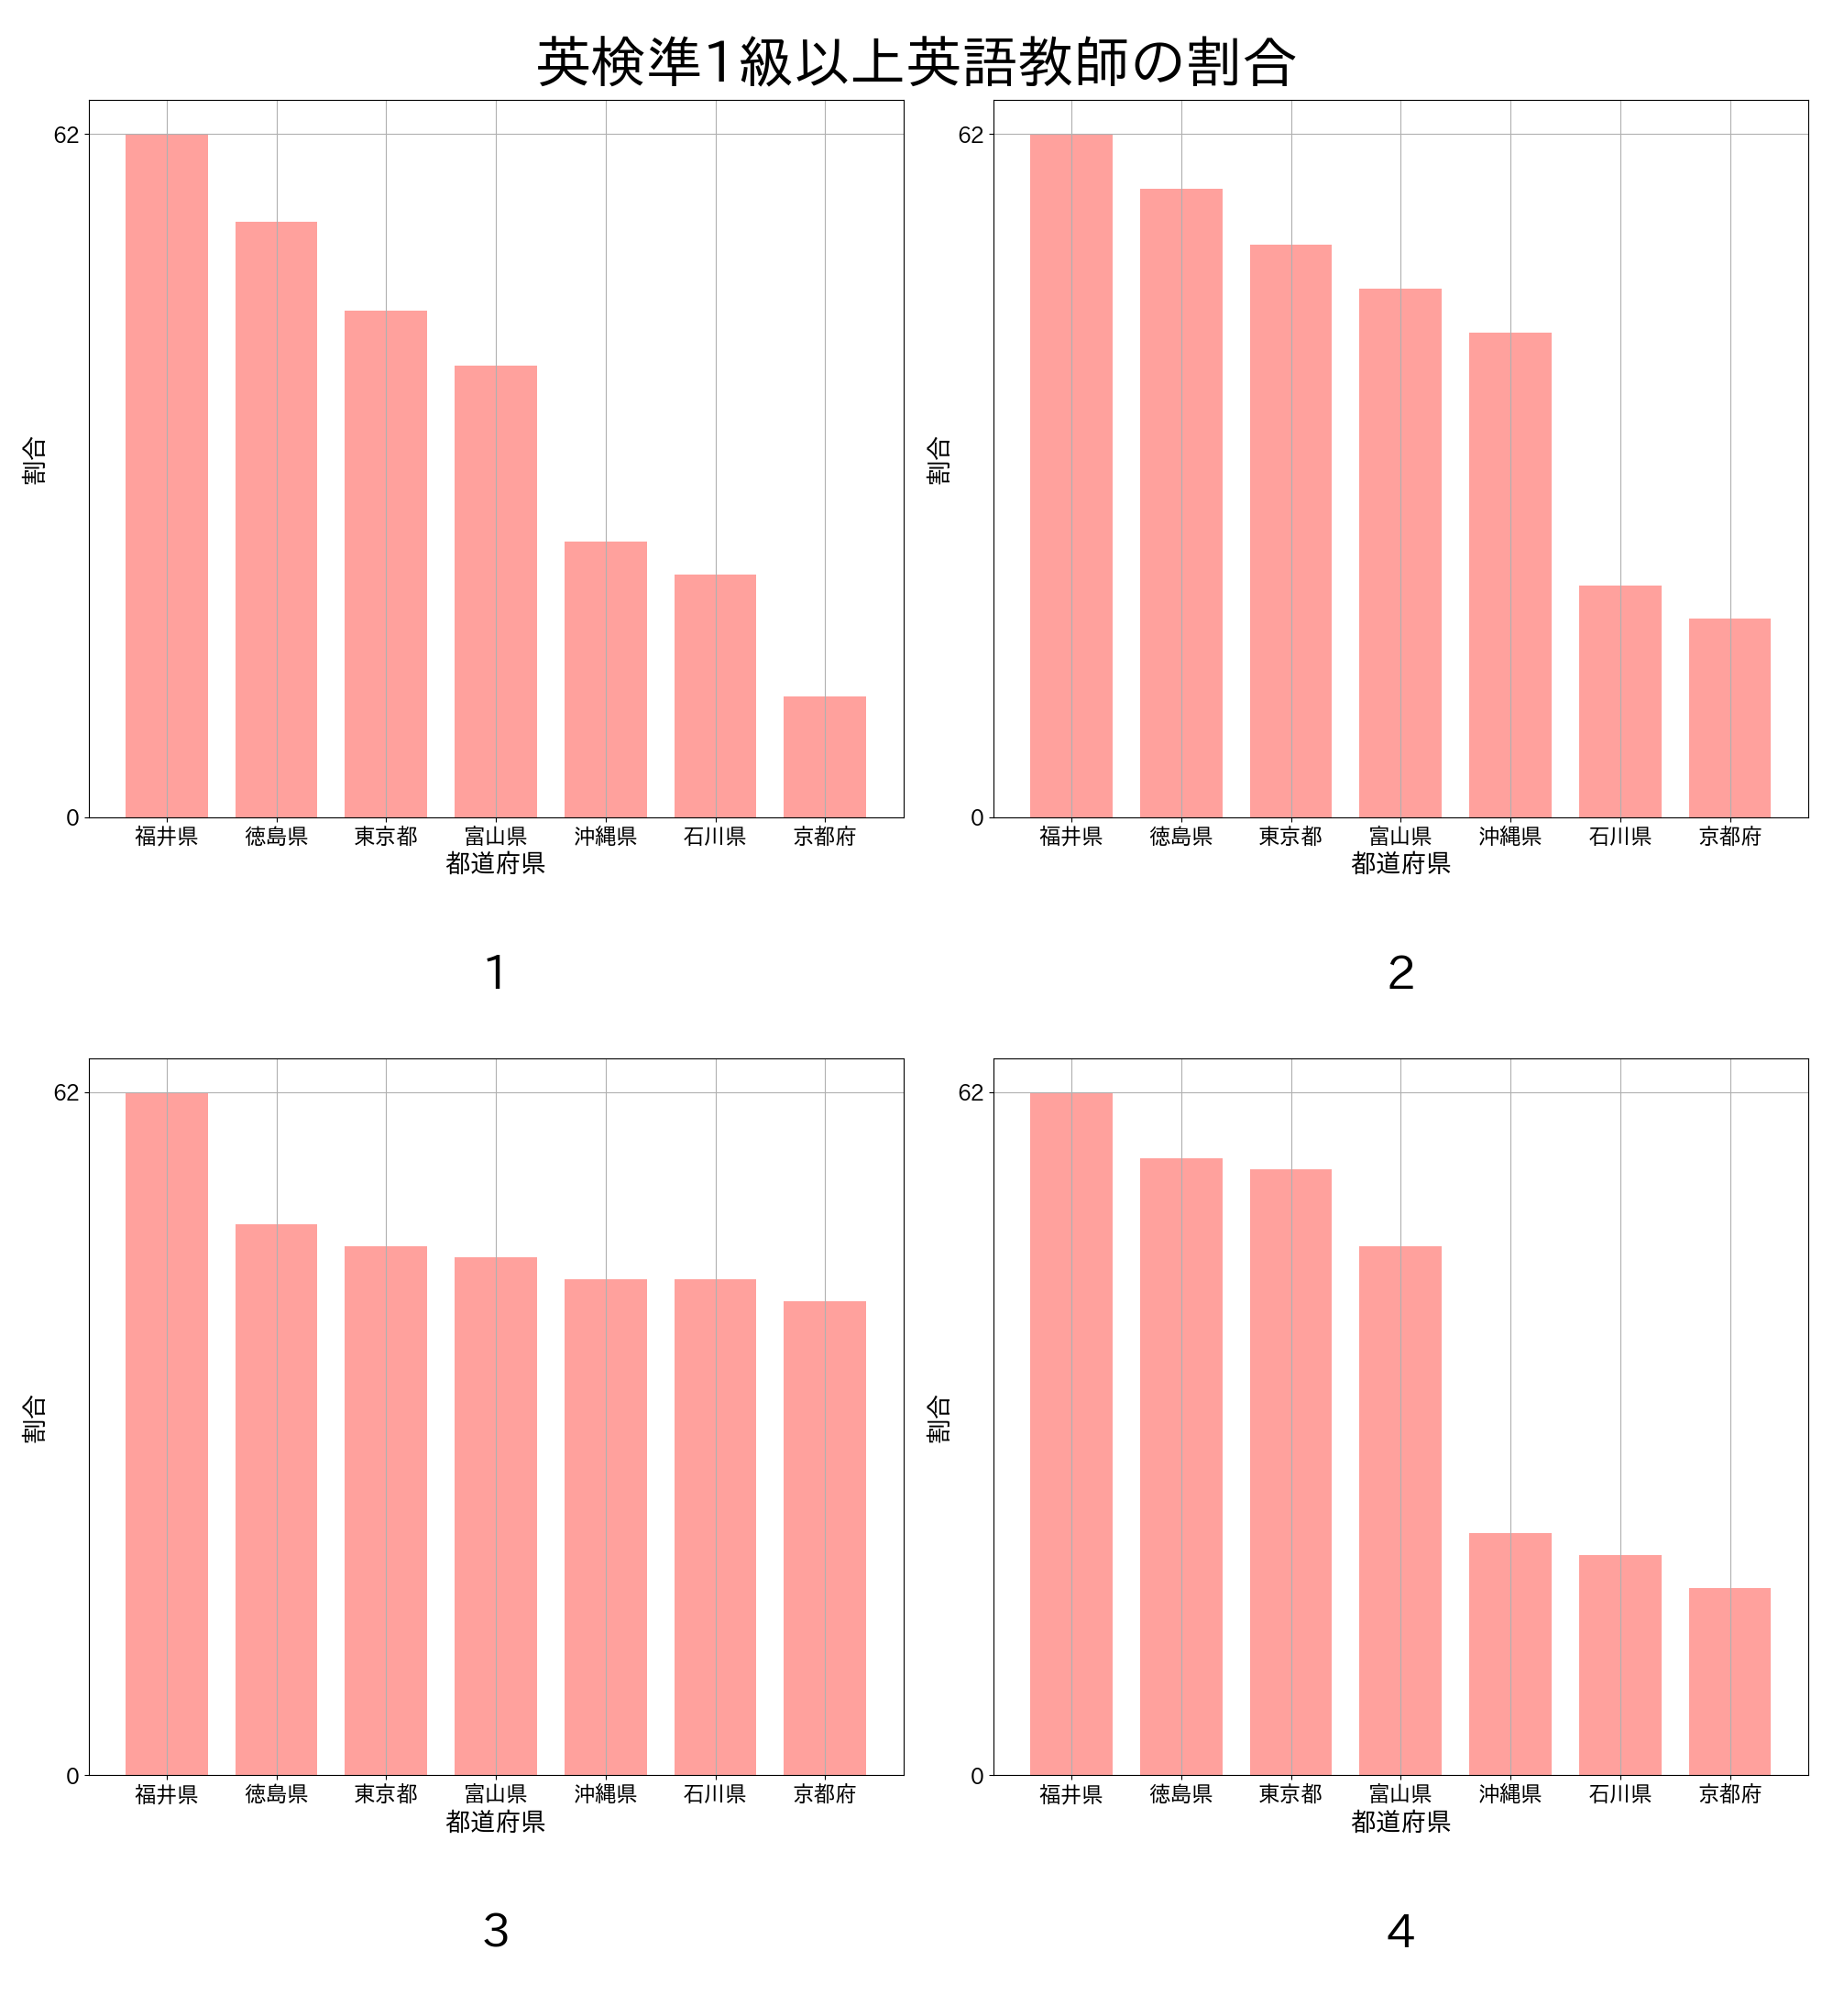 英検準1級以上英語教師の割合
62
0
割合
福井県 徳島県 東京都 富山県 沖縄県 石川県 京都府
都道府県
1
62
0
割合
福井県 徳島県 東京都 富山県 沖縄県 石川県 京都府
都道府県
2
62
0
割合
福井県 徳島県 東京都 富山県 沖縄県 石川県 京都府
都道府県
3
62
0
割合
福井県 徳島県 東京都 富山県 沖縄県 石川県 京都府
都道府県
4